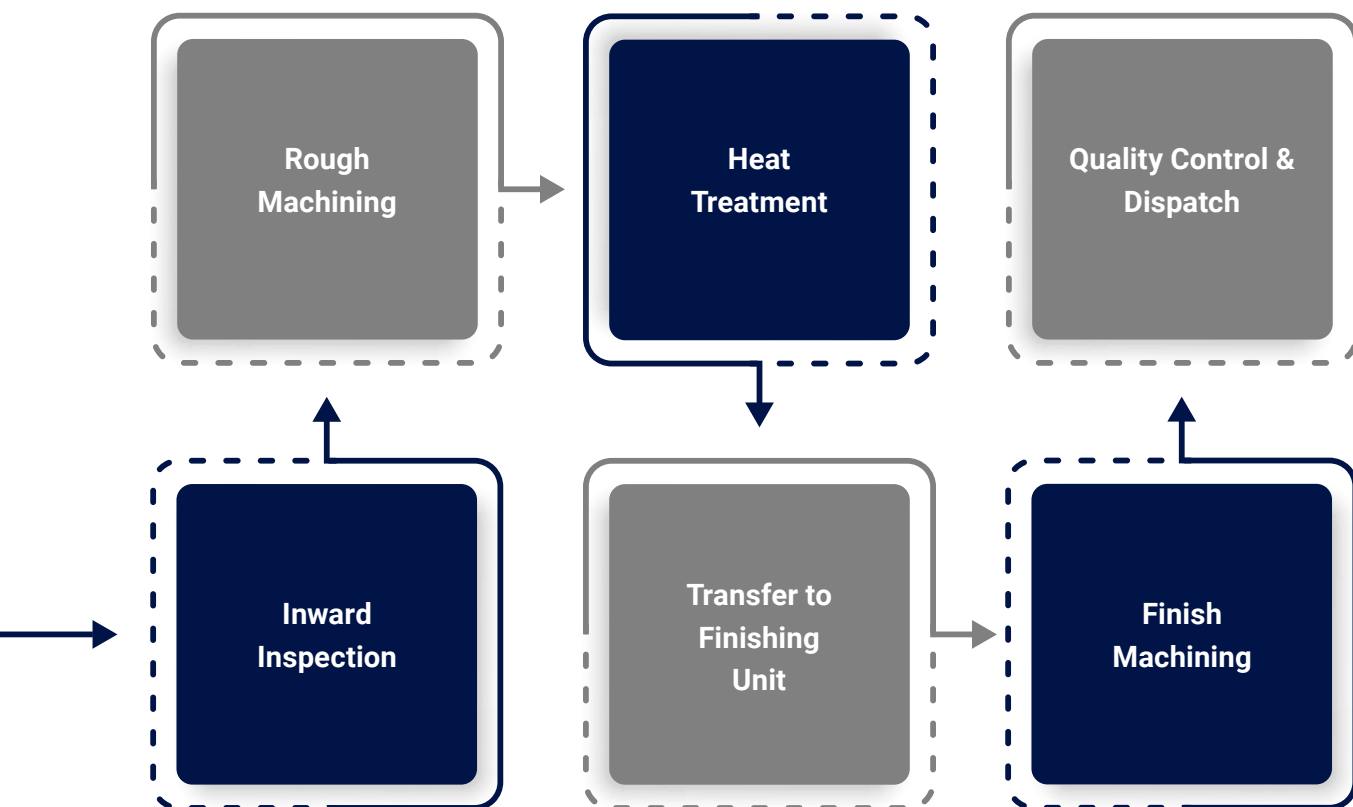 Rough
Machining
Heat
Treatment
Quality Control &
Dispatch
Inward
Inspection
Transfer to
Finishing
Unit
Finish
Machining